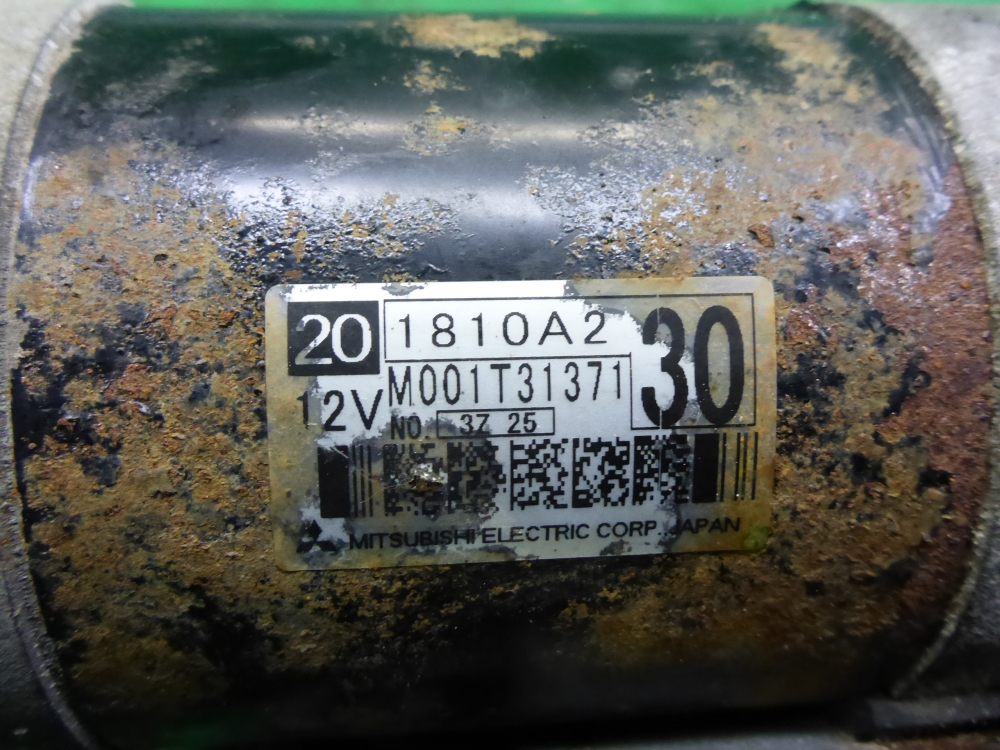 20 1810A2 30
12V M001T31371
NO. 3Z 25
MITSUBISHI ELECTRIC CORP. JAPAN